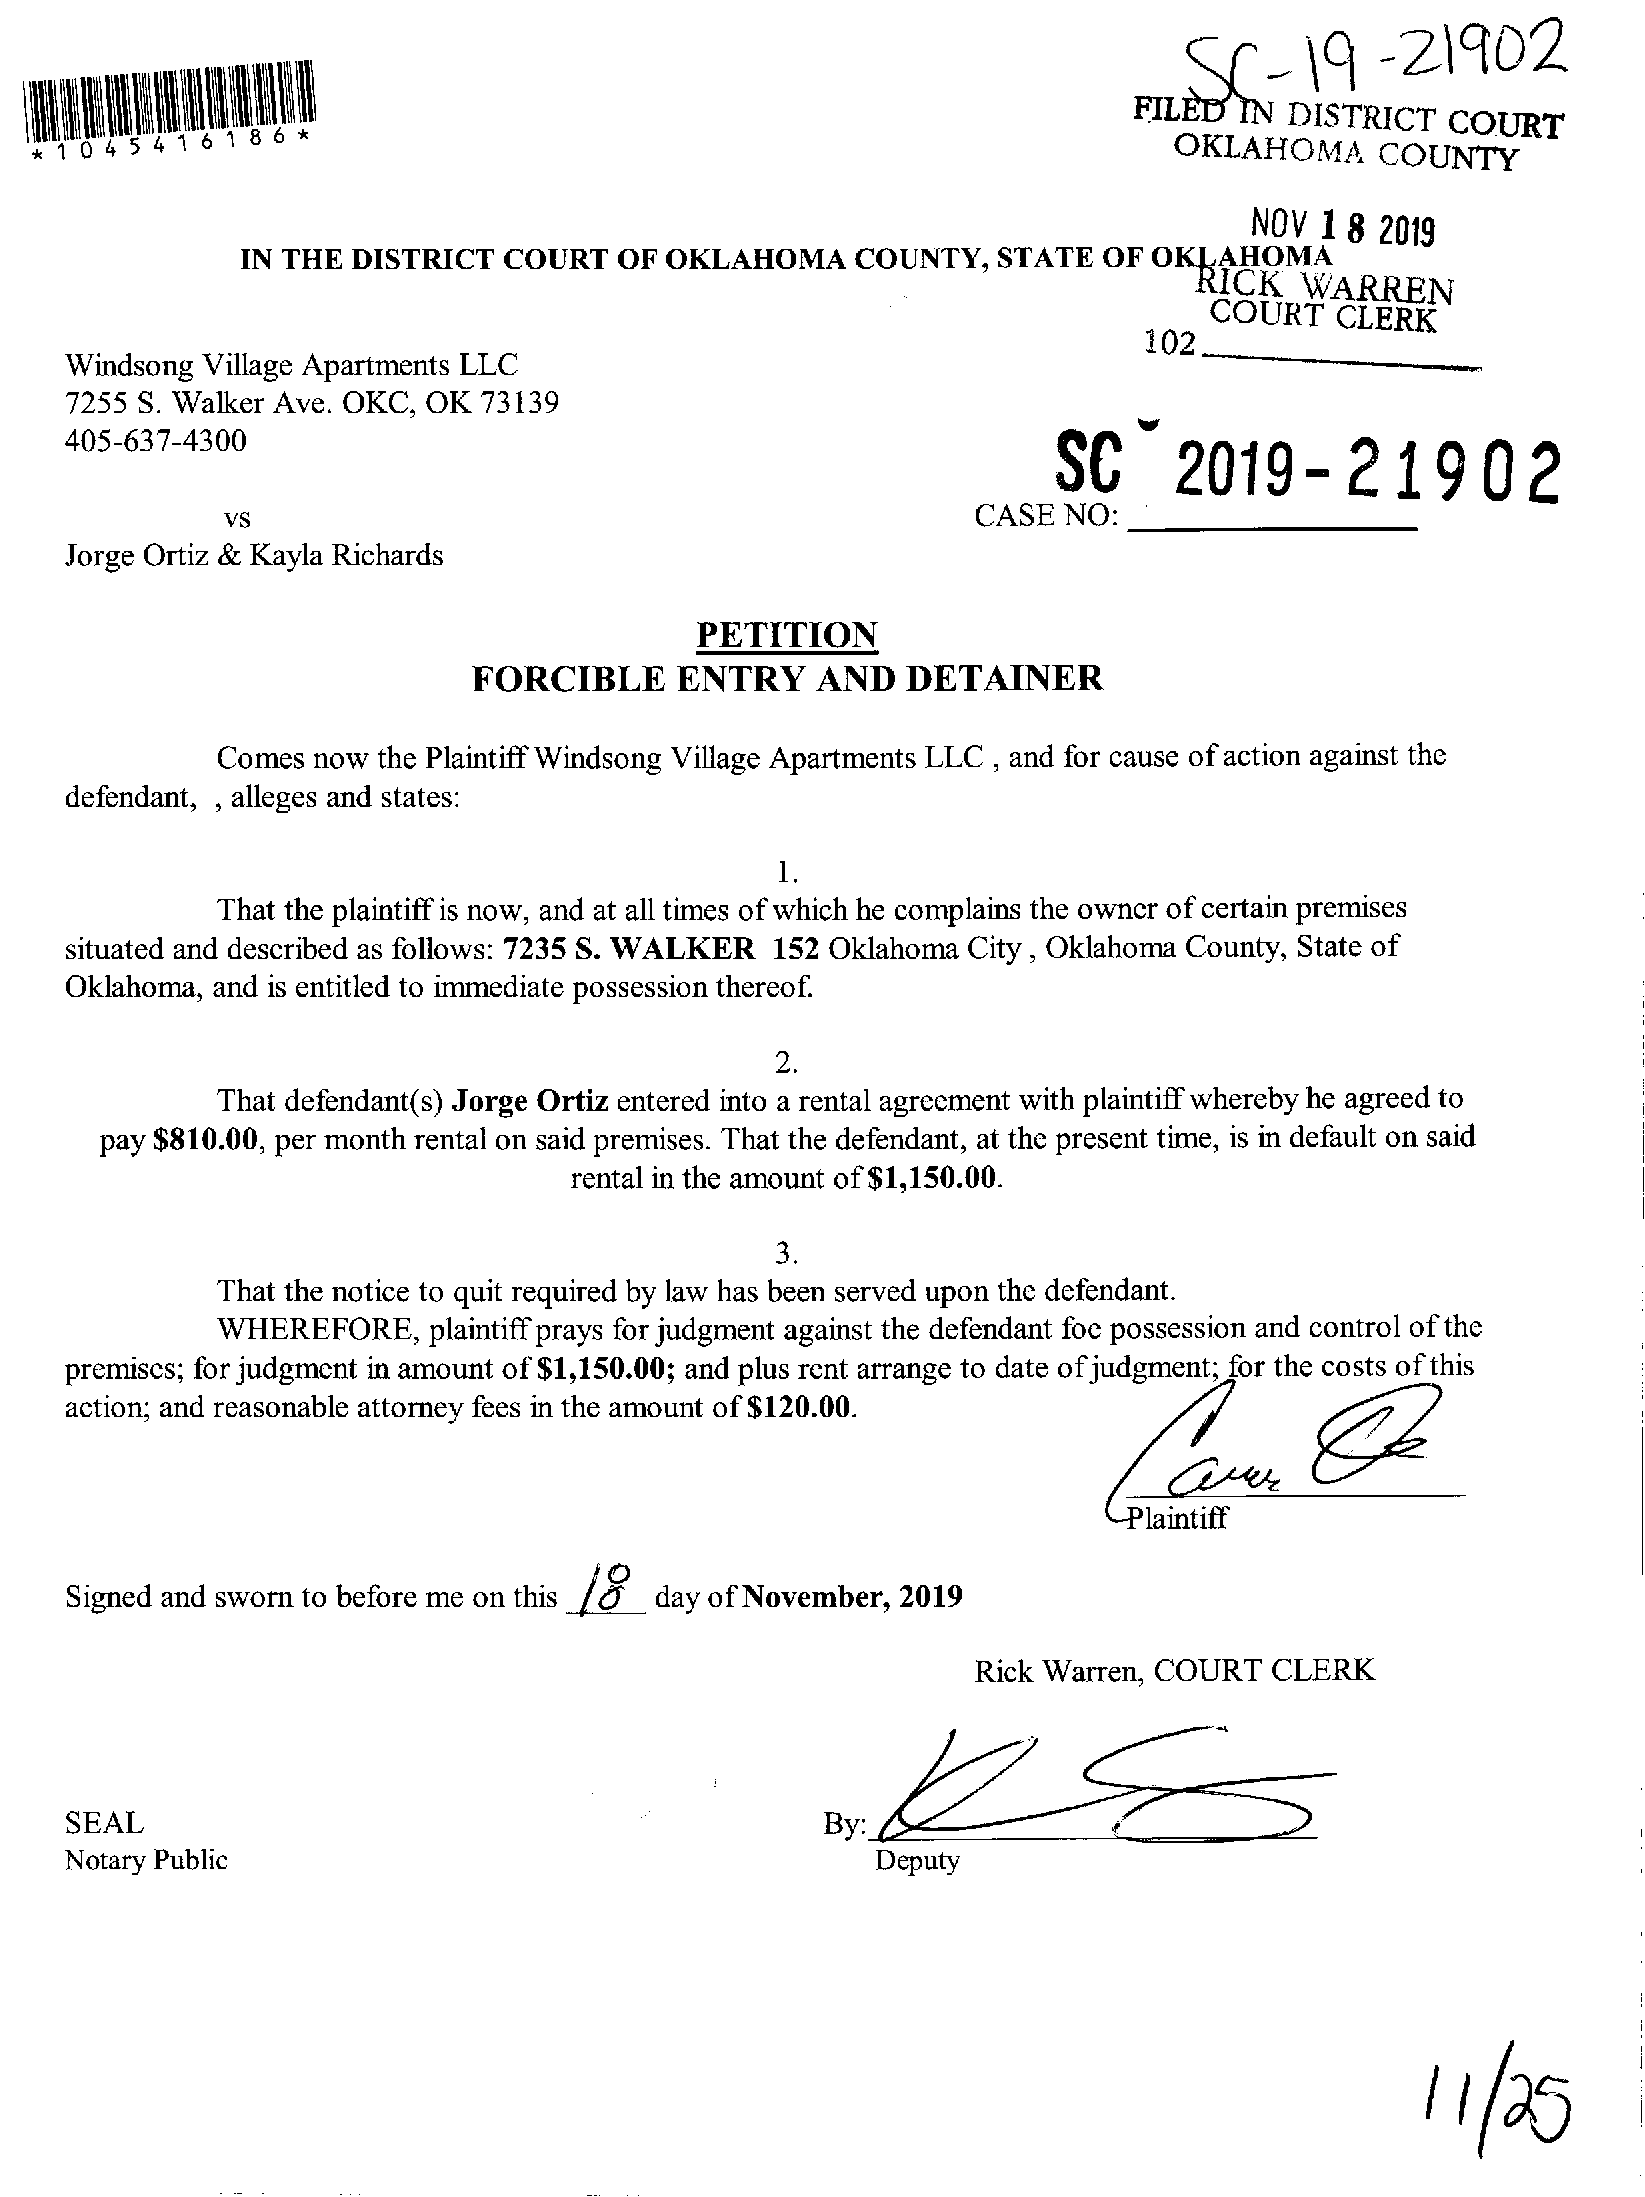 SC-19-21902
*1045416186*
FILED IN DISTRICT COURT
OKLAHOMA COUNTY
NOV 18 2019
IN THE DISTRICT COURT OF OKLAHOMA COUNTY, STATE OF OKLAHOMA
RICK WARREN
COURT CLERK
102
Windsong Village Apartments LLC
7255 S. Walker Ave. OKC, OK 73139
405-637-4300
SC - 2019-21902
vs
CASE NO:
Jorge Ortiz & Kayla Richards
PETITION
FORCIBLE ENTRY AND DETAINER
Comes now the Plaintiff Windsong Village Apartments LLC , and for cause of action against the
defendant, , alleges and states:
1.
That the plaintiff is now, and at all times of which he complains the owner of certain premises
situated and described as follows: 7235 S. WALKER 152 Oklahoma City , Oklahoma County, State of
Oklahoma, and is entitled to immediate possession thereof.
2.
That defendant(s) Jorge Ortiz entered into a rental agreement with plaintiff whereby he agreed to
pay $810.00, per month rental on said premises. That the defendant, at the present time, is in default on said
rental in the amount of $1,150.00.
3.
That the notice to quit required by law has been served upon the defendant.
WHEREFORE, plaintiff prays for judgment against the defendant foe possession and control of the
premises; for judgment in amount of $1,150.00; and plus rent arrange to date of judgment; for the costs of this
action; and reasonable attorney fees in the amount of $120.00.
Plaintiff
Signed and sworn to before me on this 18 day of November, 2019
Rick Warren, COURT CLERK
SEAL
By:
Notary Public
Deputy
11/25